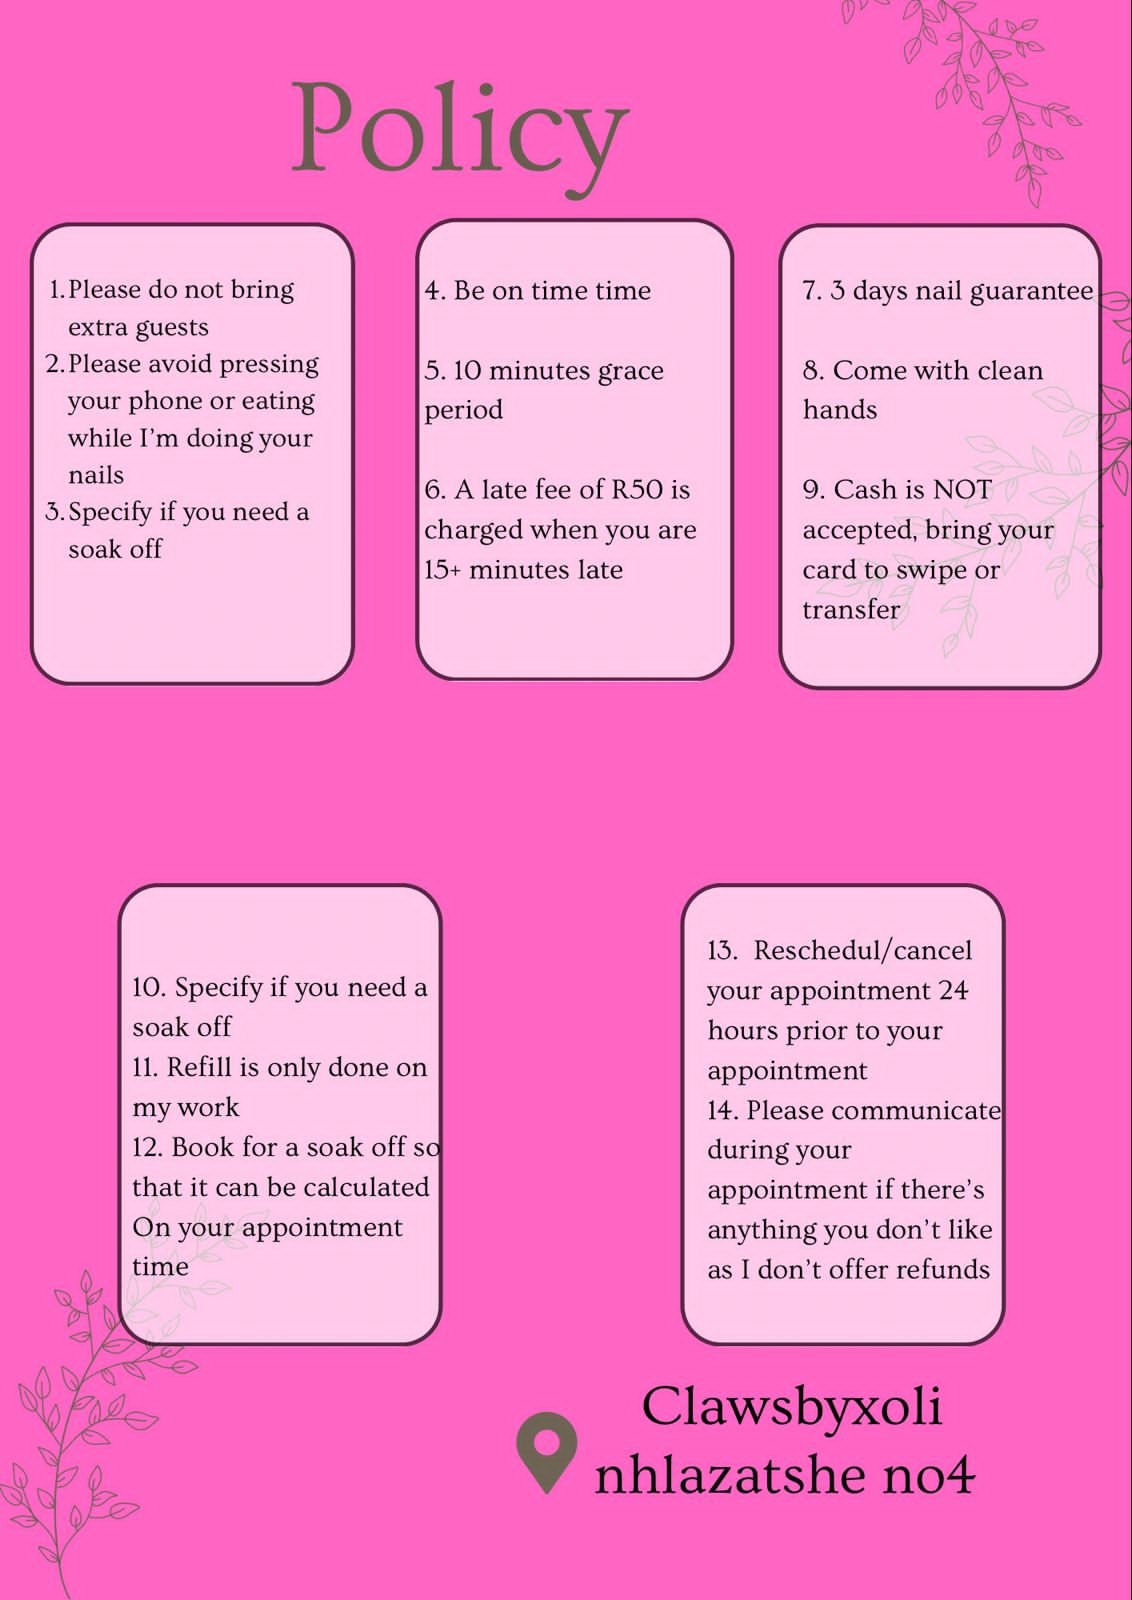 Policy
1. Please do not bring
extra guests
2. Please avoid pressing
your phone or eating
while I'm doing your
nails
3. Specify if you need a
soak off
4. Be on time time
5. 10 minutes grace
period
6. A late fee of R50 is
charged when you are
15+ minutes late
7. 3 days nail guarantee
8. Come with clean
hands
9. Cash is NOT
accepted, bring your
card to swipe or
transfer
10. Specify if you need a
soak off
11. Refill is only done on
my work
12. Book for a soak off so
that it can be calculated
On your appointment
time
13. Reschedul/cancel
your appointment 24
hours prior to your
appointment
14. Please communicate
during your
appointment if there's
anything you don't like
as I don't offer refunds
Clawsbyxoli
nhlazatshe no4